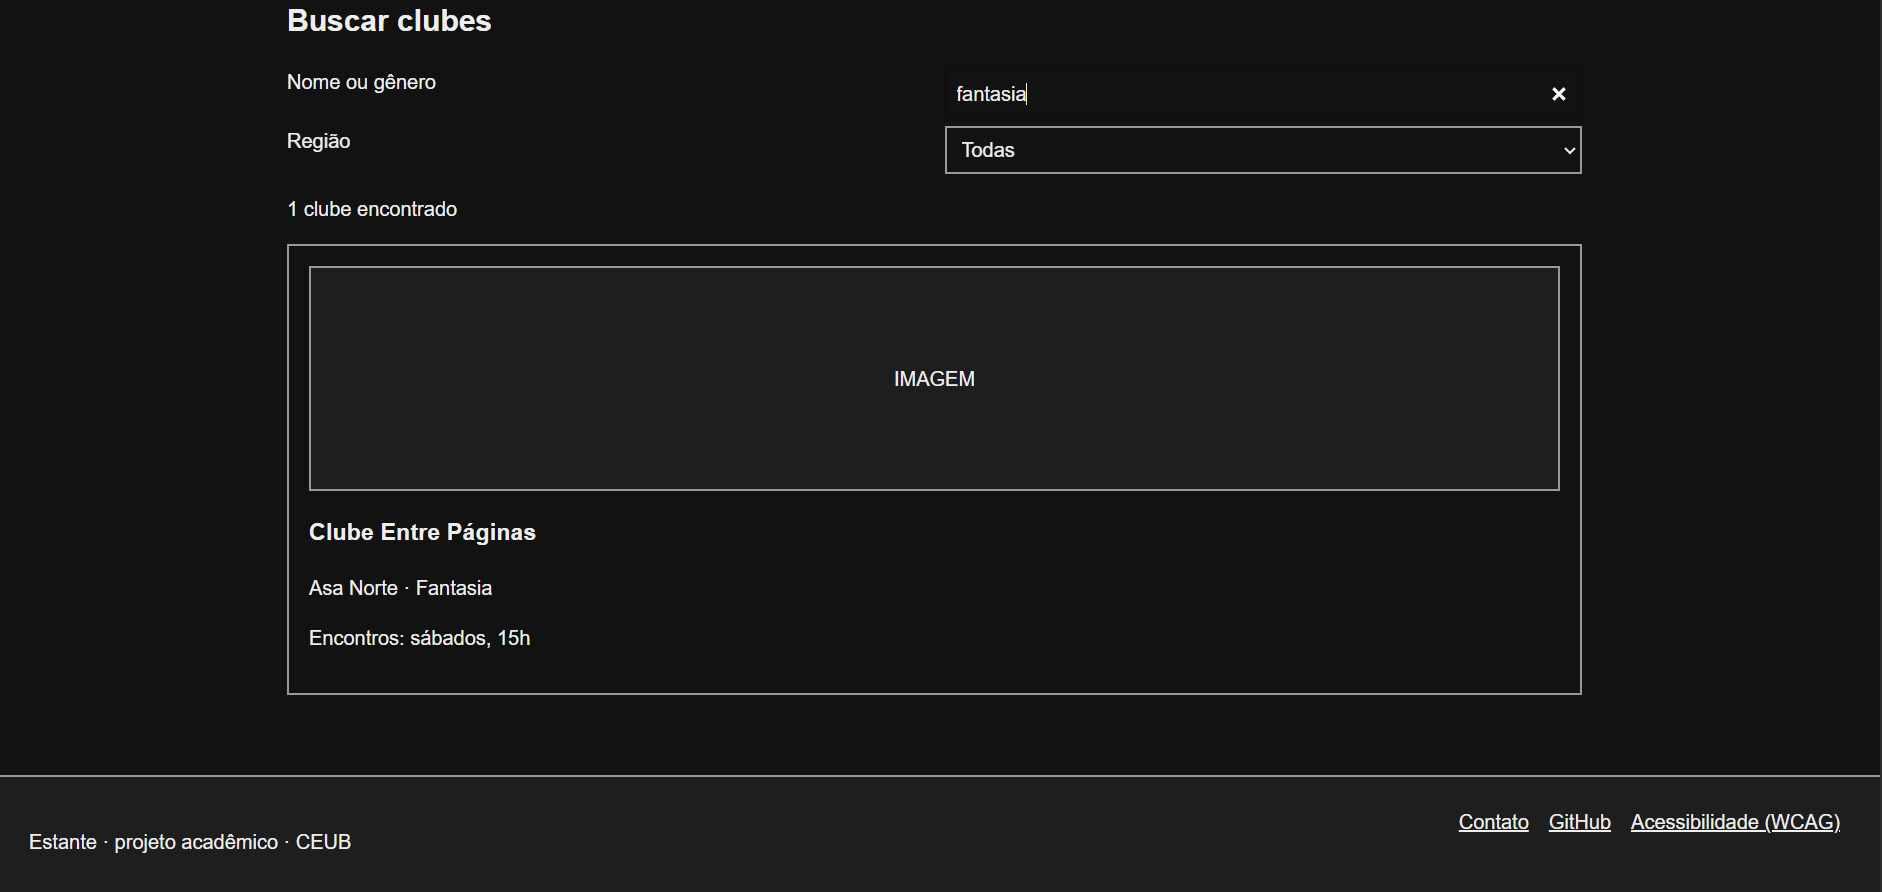 Buscar clubes
Nome ou gênero
fantasia
Região
Todas
1 clube encontrado
IMAGEM
Clube Entre Páginas
Asa Norte · Fantasia
Encontros: sábados, 15h
Estante · projeto acadêmico · CEUB
Contato GitHub Acessibilidade (WCAG)